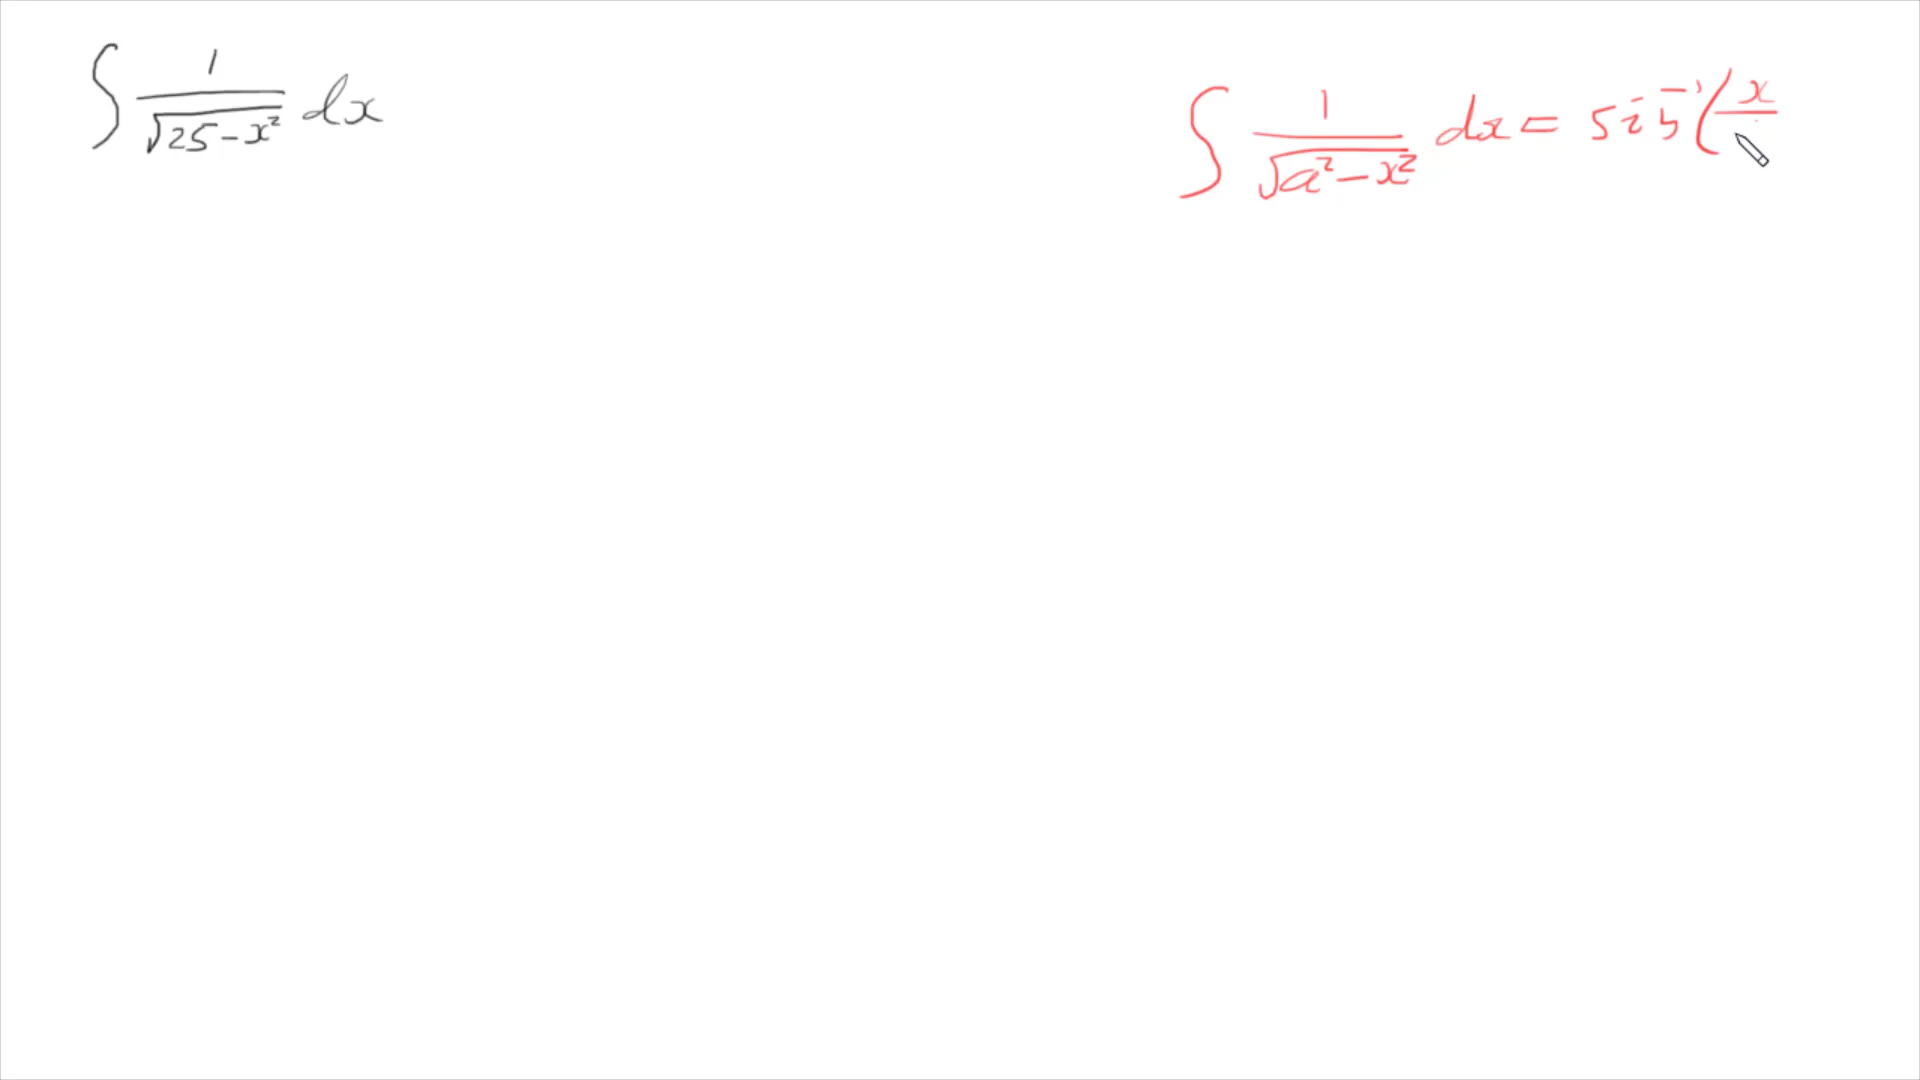 ∫ 1/√(25-x²) dx
∫ 1/√(a²-x²) dx = sin⁻¹(x/